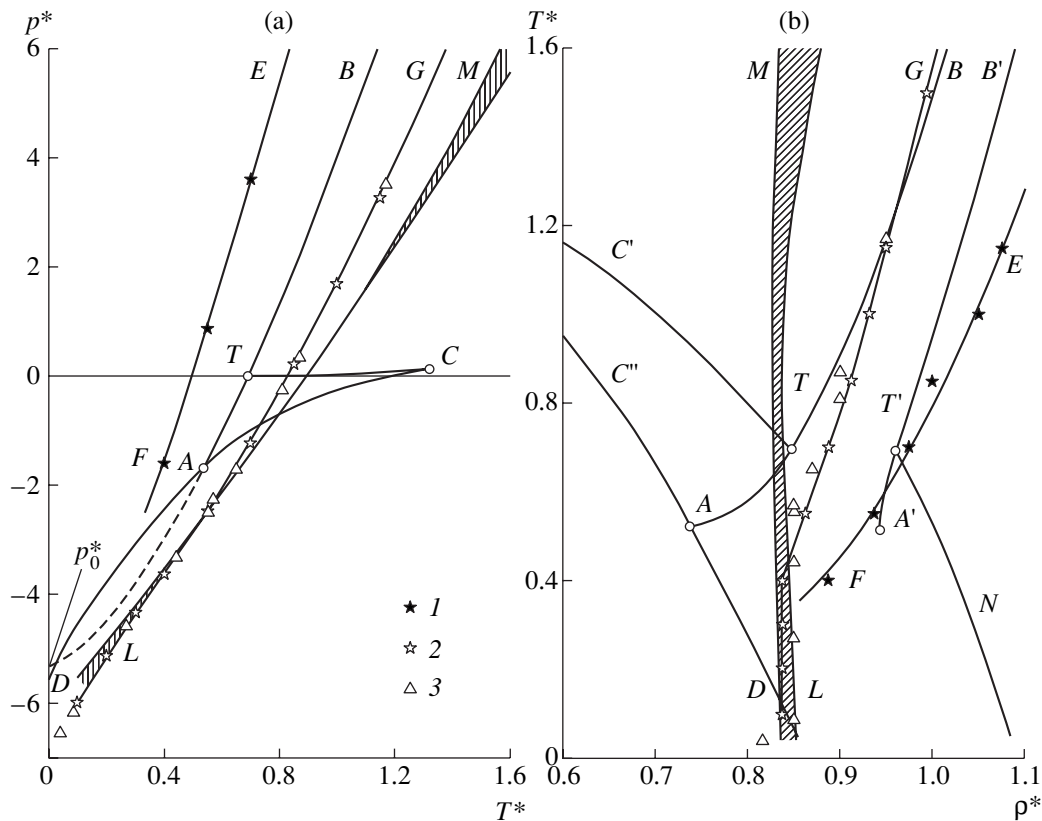 p* (a) T* (b)
6 E B G M 1.6 M G B B'
4
1.2
2 C' E
T C
0 C" T T'
0.8
F A
−2 A A'
p₀* 0.4 F
−4 1 N
2
D L D L
−6 3
0 0.4 0.8 1.2 1.6 0 0.6 0.7 0.8 0.9 1.0 1.1
T* ρ*